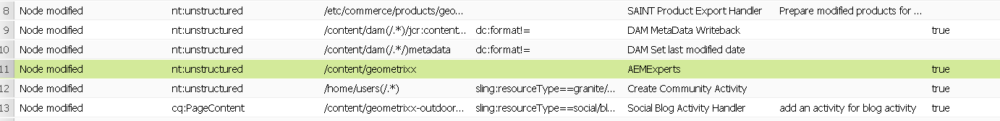 8 Node modified nt:unstructured /etc/commerce/products/geo... SAINT Product Export Handler Prepare modified products for ...
9 Node modified nt:unstructured /content/dam(/.*)/jcr:content... dc:format!= DAM MetaData Writeback true
10 Node modified nt:unstructured /content/dam(/.*/)metadata dc:format!= DAM Set last modified date
11 Node modified nt:unstructured /content/geometrixx AEMExperts true
12 Node modified nt:unstructured /home/users(/.*) sling:resourceType==granite/... Create Community Activity true
13 Node modified cq:PageContent /content/geometrixx-outdoor... sling:resourceType==social/bl... Social Blog Activity Handler add an activity for blog activity true